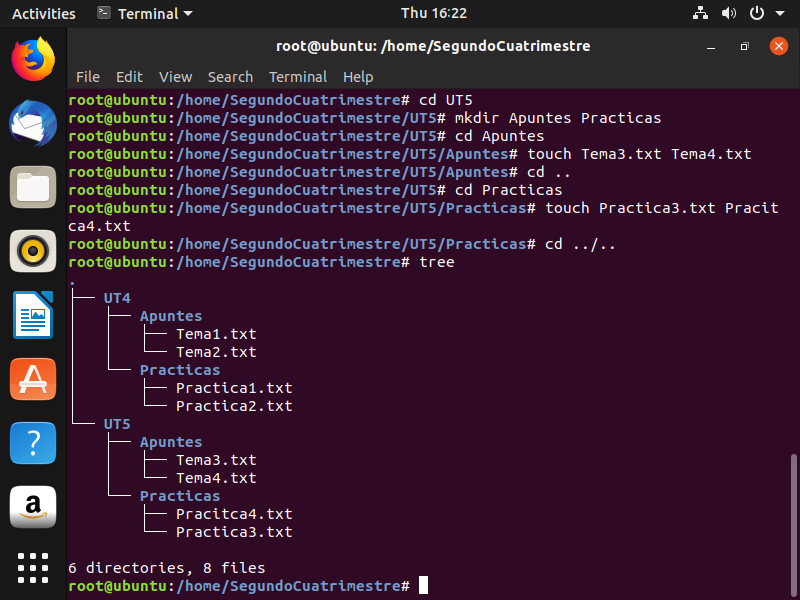 Activities Terminal Thu 16:22
root@ubuntu: /home/SegundoCuatrimestre
File Edit View Search Terminal Help
root@ubuntu:/home/SegundoCuatrimestre# cd UT5
root@ubuntu:/home/SegundoCuatrimestre/UT5# mkdir Apuntes Practicas
root@ubuntu:/home/SegundoCuatrimestre/UT5# cd Apuntes
root@ubuntu:/home/SegundoCuatrimestre/UT5/Apuntes# touch Tema3.txt Tema4.txt
root@ubuntu:/home/SegundoCuatrimestre/UT5/Apuntes# cd ..
root@ubuntu:/home/SegundoCuatrimestre/UT5# cd Practicas
root@ubuntu:/home/SegundoCuatrimestre/UT5/Practicas# touch Practica3.txt Pracit
ca4.txt
root@ubuntu:/home/SegundoCuatrimestre/UT5/Practicas# cd ../..
root@ubuntu:/home/SegundoCuatrimestre# tree
.
├── UT4
│   ├── Apuntes
│   │   ├── Tema1.txt
│   │   └── Tema2.txt
│   └── Practicas
│       ├── Practica1.txt
│       └── Practica2.txt
└── UT5
    ├── Apuntes
    │   ├── Tema3.txt
    │   └── Tema4.txt
    └── Practicas
        ├── Pracitca4.txt
        └── Practica3.txt
6 directories, 8 files
root@ubuntu:/home/SegundoCuatrimestre#
?
a